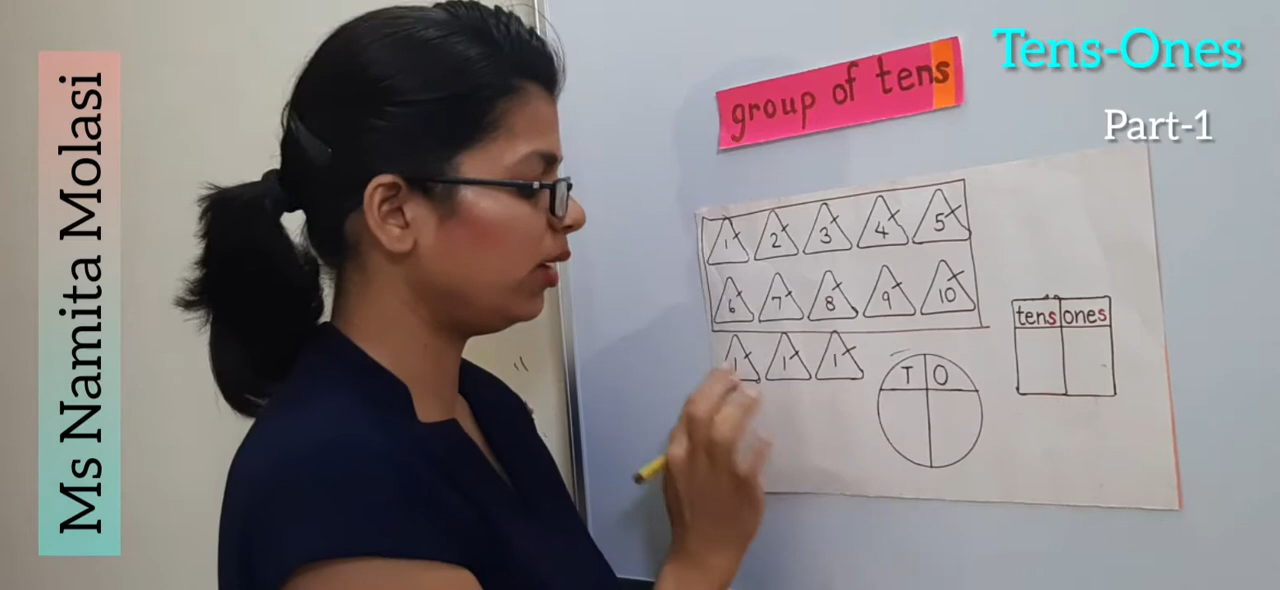 Ms Namita Molasi
Tens-Ones
Part-1
group of tens
1 2 3 4 5
6 7 8 9 10
1 1 1
tens ones
T O